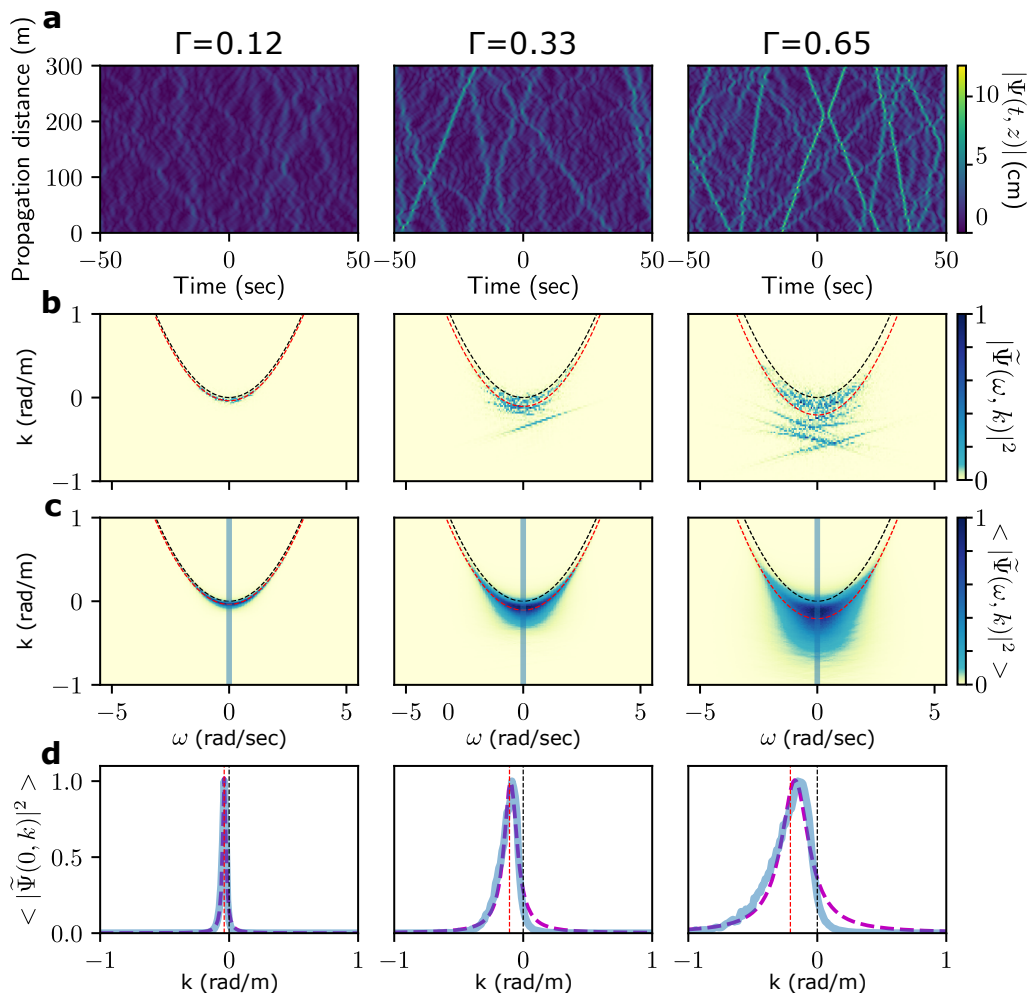 a
Γ=0.12 Γ=0.33 Γ=0.65
Propagation distance (m)
300
200
100
0
−50 0 50 −50 0 50 −50 0 50
Time (sec) Time (sec) Time (sec)
10
5
0
|Ψ(t, z)| (cm)
b
k (rad/m)
1
0
−1
1
0
|Ψ̃(ω, k)|²
c
k (rad/m)
1
0
−1
−5 0 5 −5 0 0 5 −5 0 5
ω (rad/sec) ω (rad/sec) ω (rad/sec)
1
0
< |Ψ̃(ω, k)|² >
d
< |Ψ̃(0, k)|² >
1.0
0.5
0.0
−1 0 1 −1 0 1 −1 0 1
k (rad/m) k (rad/m) k (rad/m)